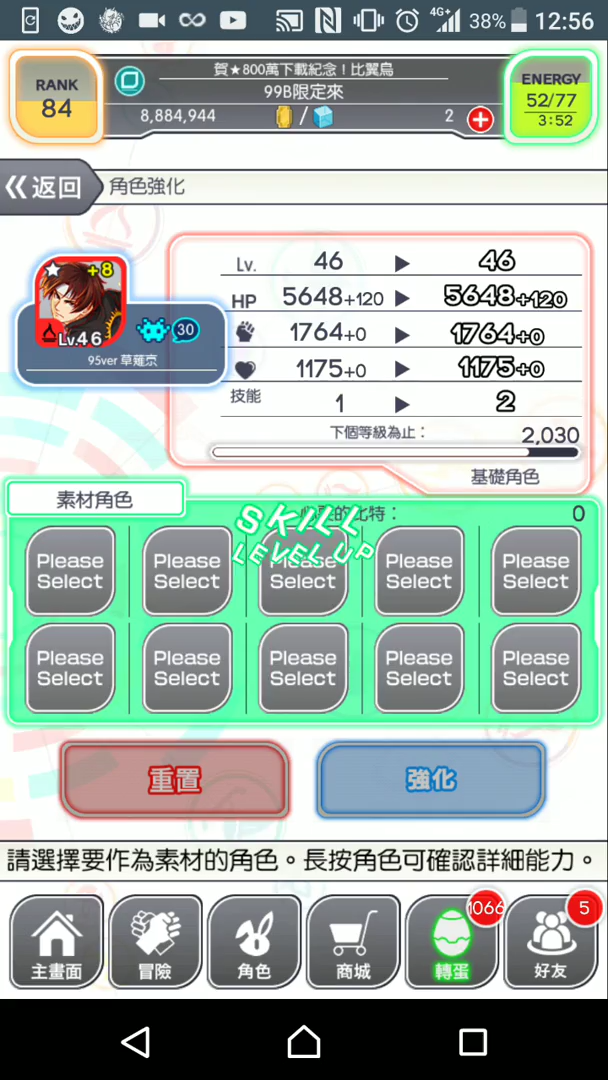 4G+ 38% 12:56
RANK
84
賀★800萬下載紀念！比翼鳥
99B限定來
8,884,944 / 2
ENERGY
52/77
3:52
返回
角色強化
+8
Lv.46
30
95ver 草薙京
Lv. 46 ▶ 46
HP 5648+120 ▶ 5648+120
1764+0 ▶ 1764+0
1175+0 ▶ 1175+0
技能 1 ▶ 2
下個等級為止： 2,030
基礎角色
素材角色
必要的比特： 0
SKILL
LEVEL UP
Please Select Please Select Please Select Please Select Please Select
Please Select Please Select Please Select Please Select Please Select
重置 強化
請選擇要作為素材的角色。長按角色可確認詳細能力。
1066 5
主畫面 冒險 角色 商城 轉蛋 好友